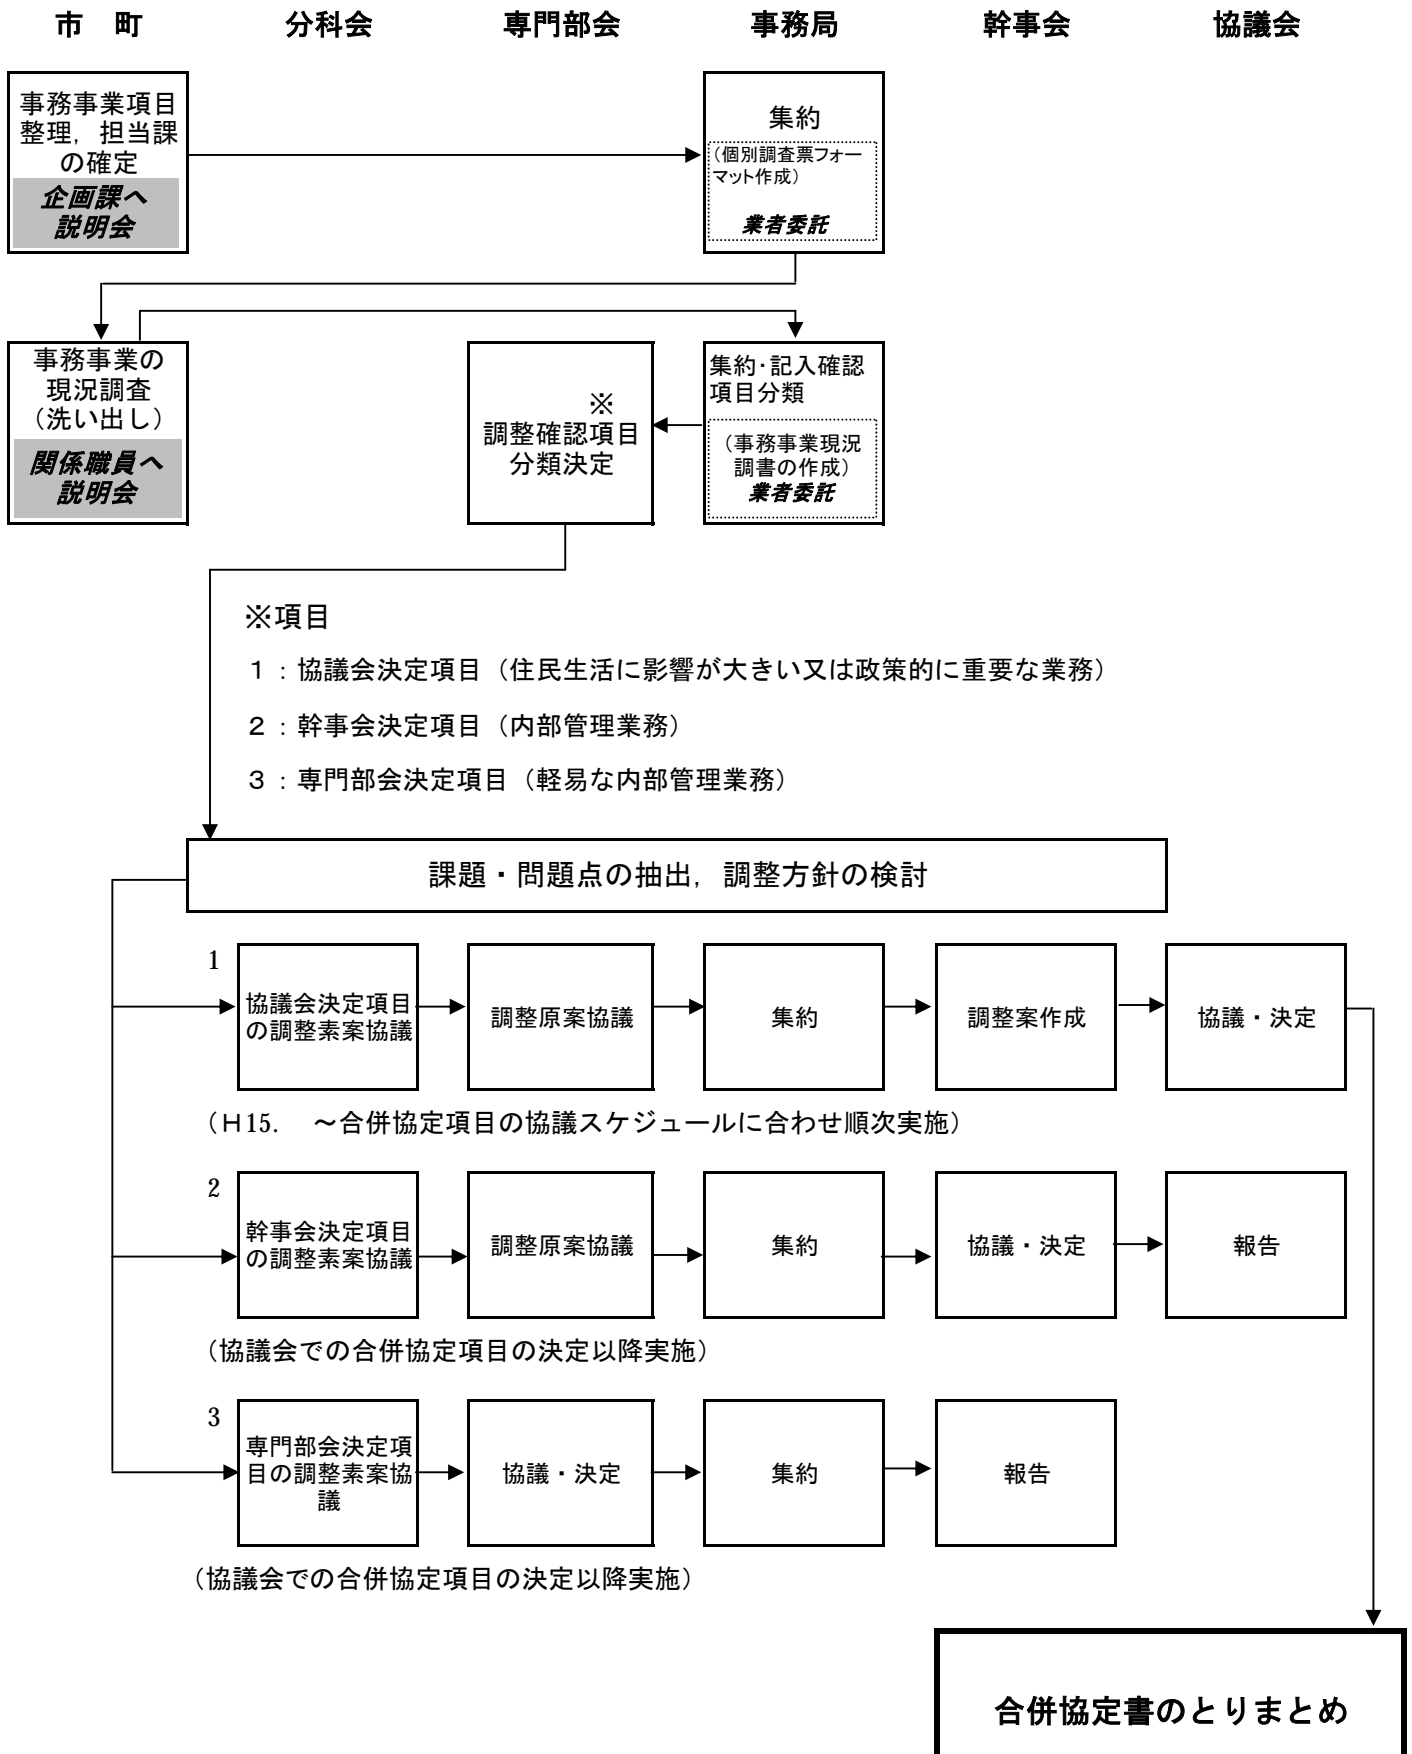 市　町
分科会
専門部会
事務局
幹事会
協議会
事務事業項目
整理，担当課
の確定
企画課へ
説明会
集約
（個別調査票フォー
マット作成）
業者委託
事務事業の
現況調査
（洗い出し）
関係職員へ
説明会
※
調整確認項目
分類決定
集約・記入確認
項目分類
（事務事業現況
調書の作成）
業者委託
※項目
１：協議会決定項目（住民生活に影響が大きい又は政策的に重要な業務）
２：幹事会決定項目（内部管理業務）
３：専門部会決定項目（軽易な内部管理業務）
課題・問題点の抽出，調整方針の検討
1
協議会決定項目
の調整素案協議
調整原案協議
集約
調整案作成
協議・決定
（Ｈ15.　～合併協定項目の協議スケジュールに合わせ順次実施）
2
幹事会決定項目
の調整素案協議
調整原案協議
集約
協議・決定
報告
（協議会での合併協定項目の決定以降実施）
3
専門部会決定項
目の調整素案協
議
協議・決定
集約
報告
（協議会での合併協定項目の決定以降実施）
合併協定書のとりまとめ